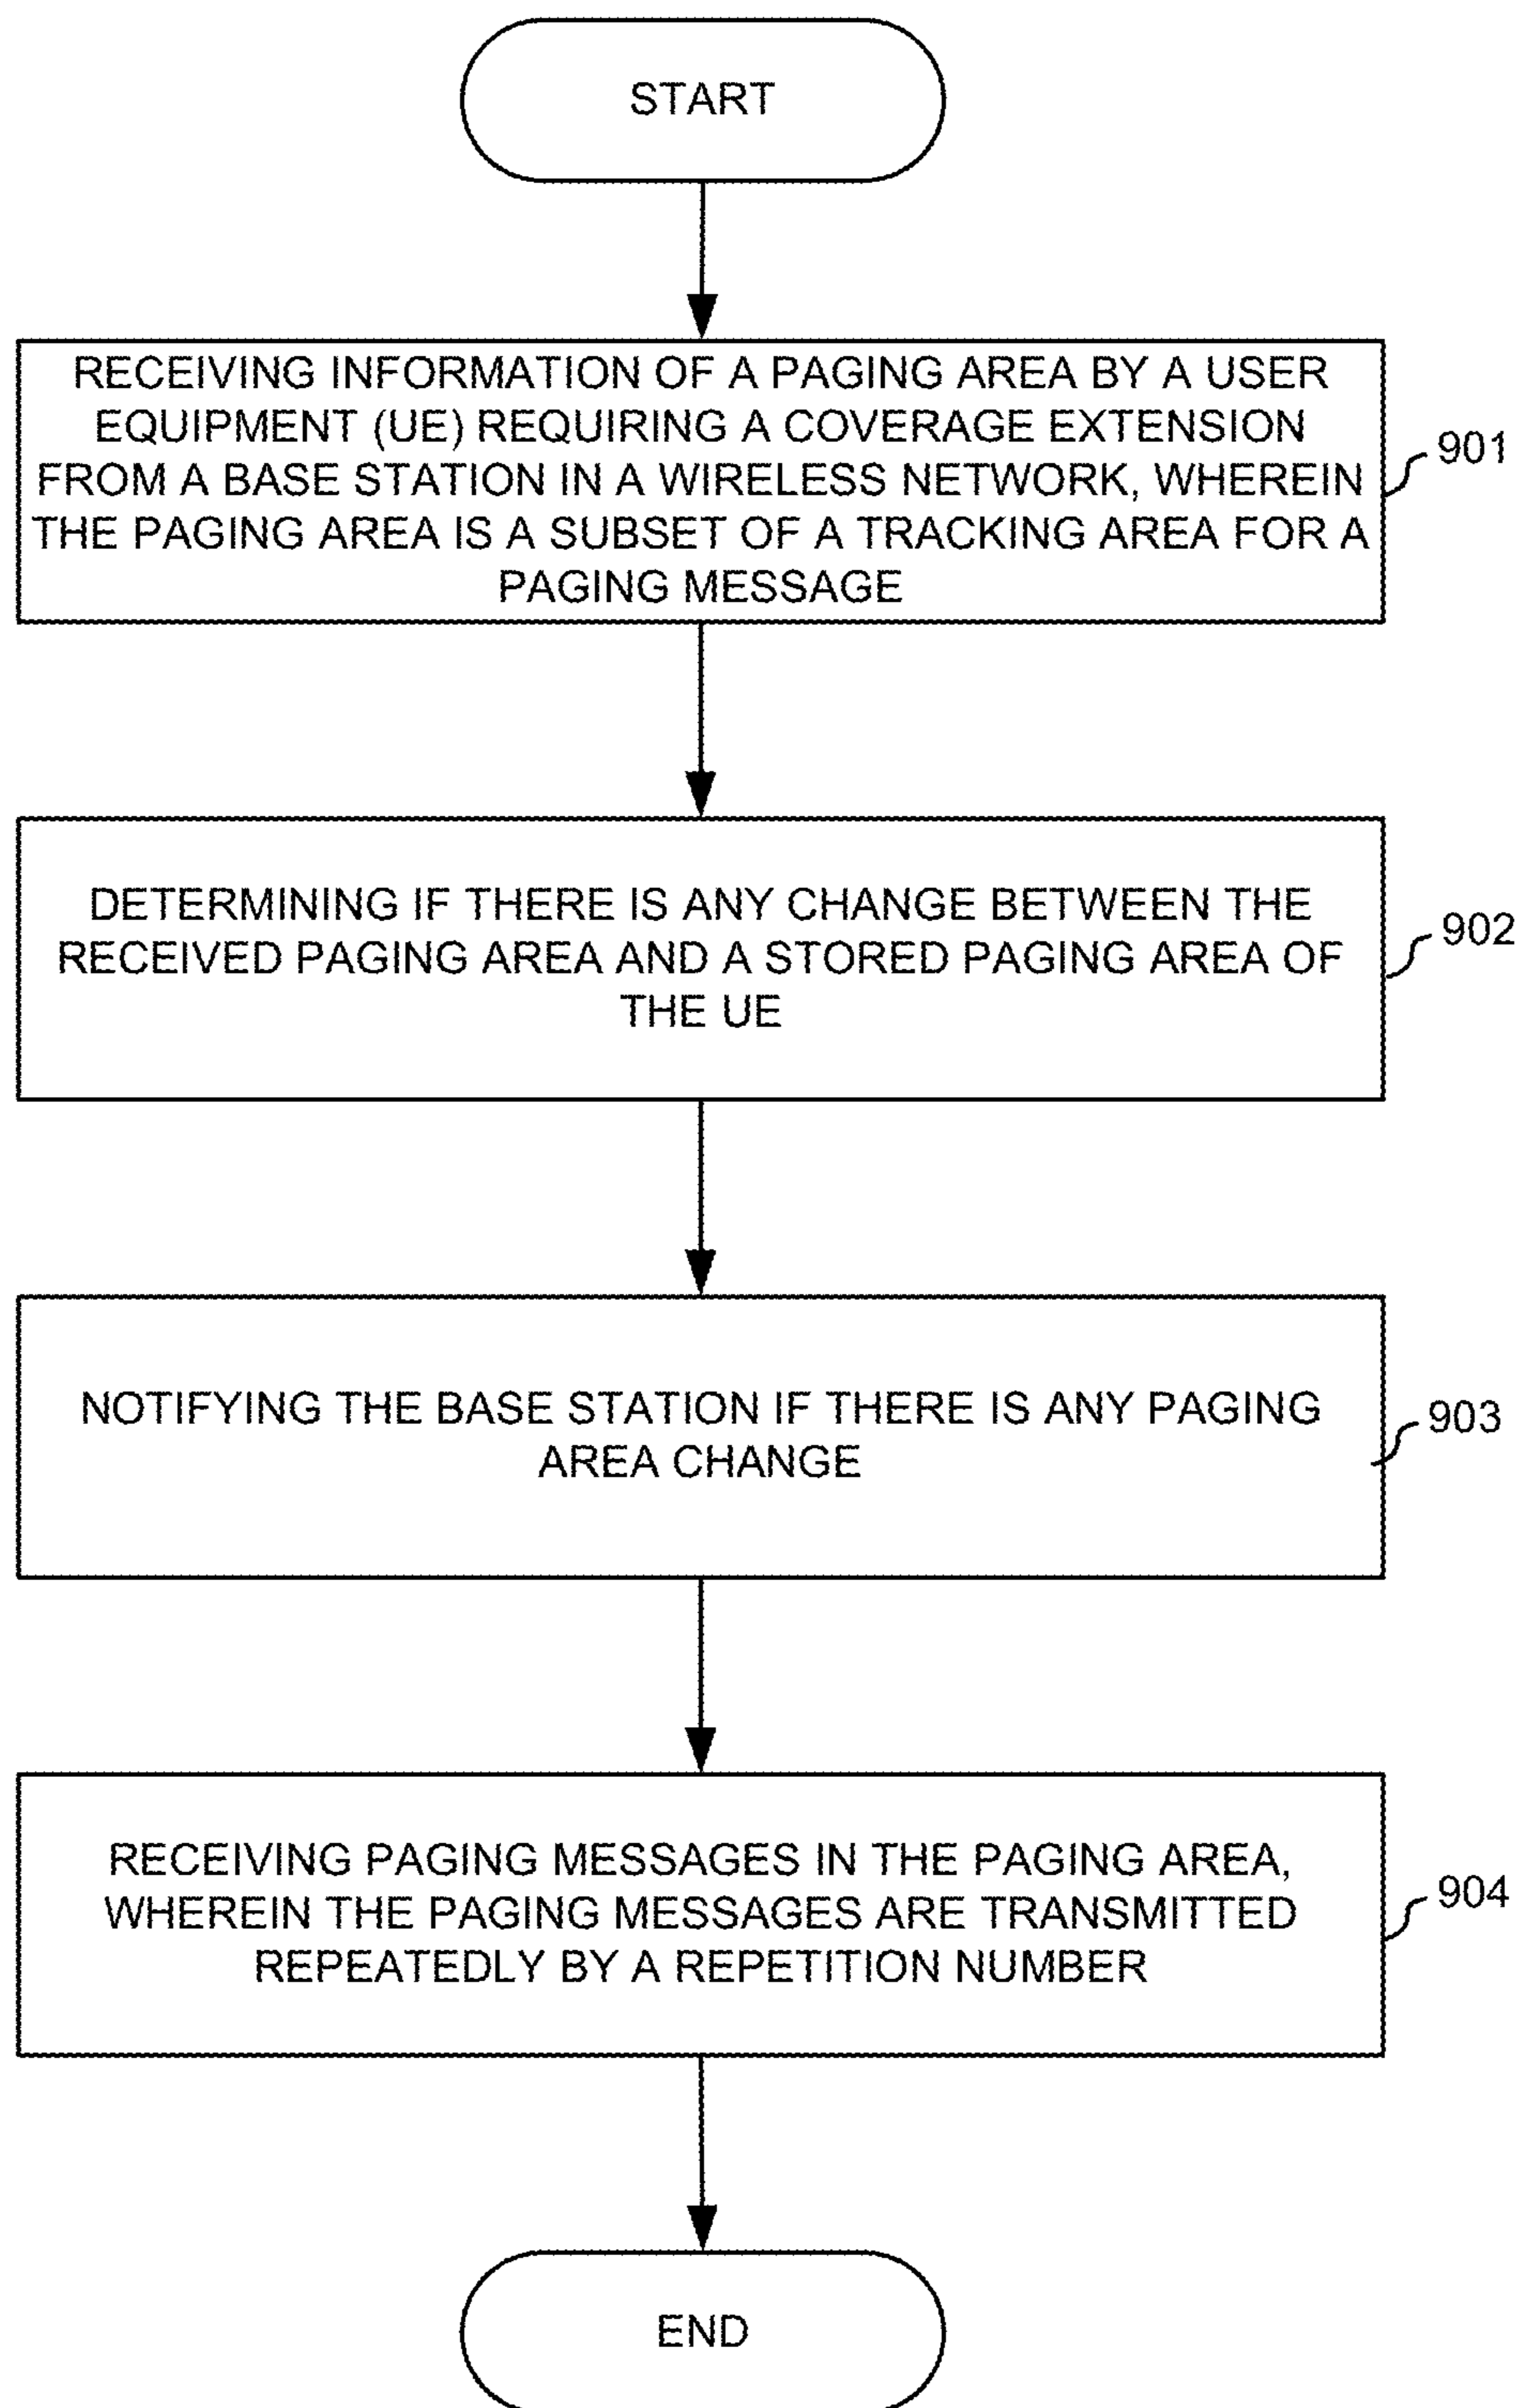 START
RECEIVING INFORMATION OF A PAGING AREA BY A USER
EQUIPMENT (UE) REQUIRING A COVERAGE EXTENSION
FROM A BASE STATION IN A WIRELESS NETWORK, WHEREIN
THE PAGING AREA IS A SUBSET OF A TRACKING AREA FOR A
PAGING MESSAGE
901
DETERMINING IF THERE IS ANY CHANGE BETWEEN THE
RECEIVED PAGING AREA AND A STORED PAGING AREA OF
THE UE
902
NOTIFYING THE BASE STATION IF THERE IS ANY PAGING
AREA CHANGE
903
RECEIVING PAGING MESSAGES IN THE PAGING AREA,
WHEREIN THE PAGING MESSAGES ARE TRANSMITTED
REPEATEDLY BY A REPETITION NUMBER
904
END